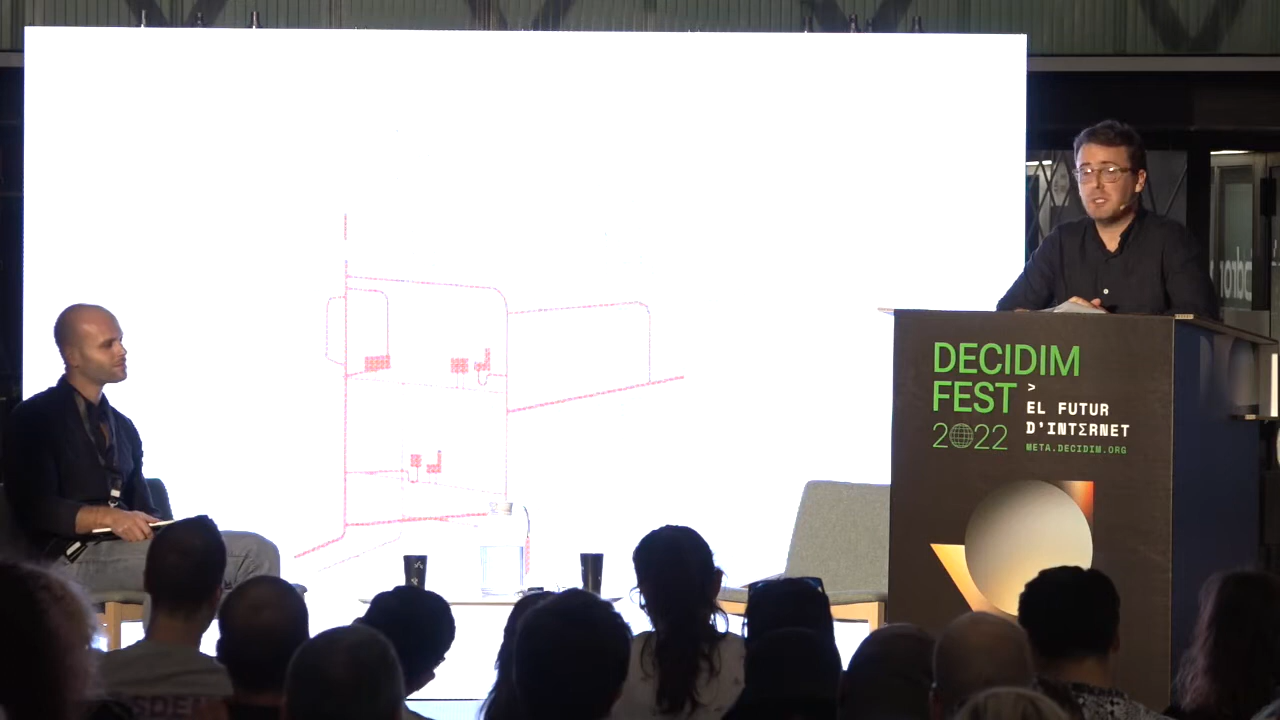 DECIDIM
FEST >
EL FUTUR
D'INTΣRNET
2022
META.DECIDIM.ORG